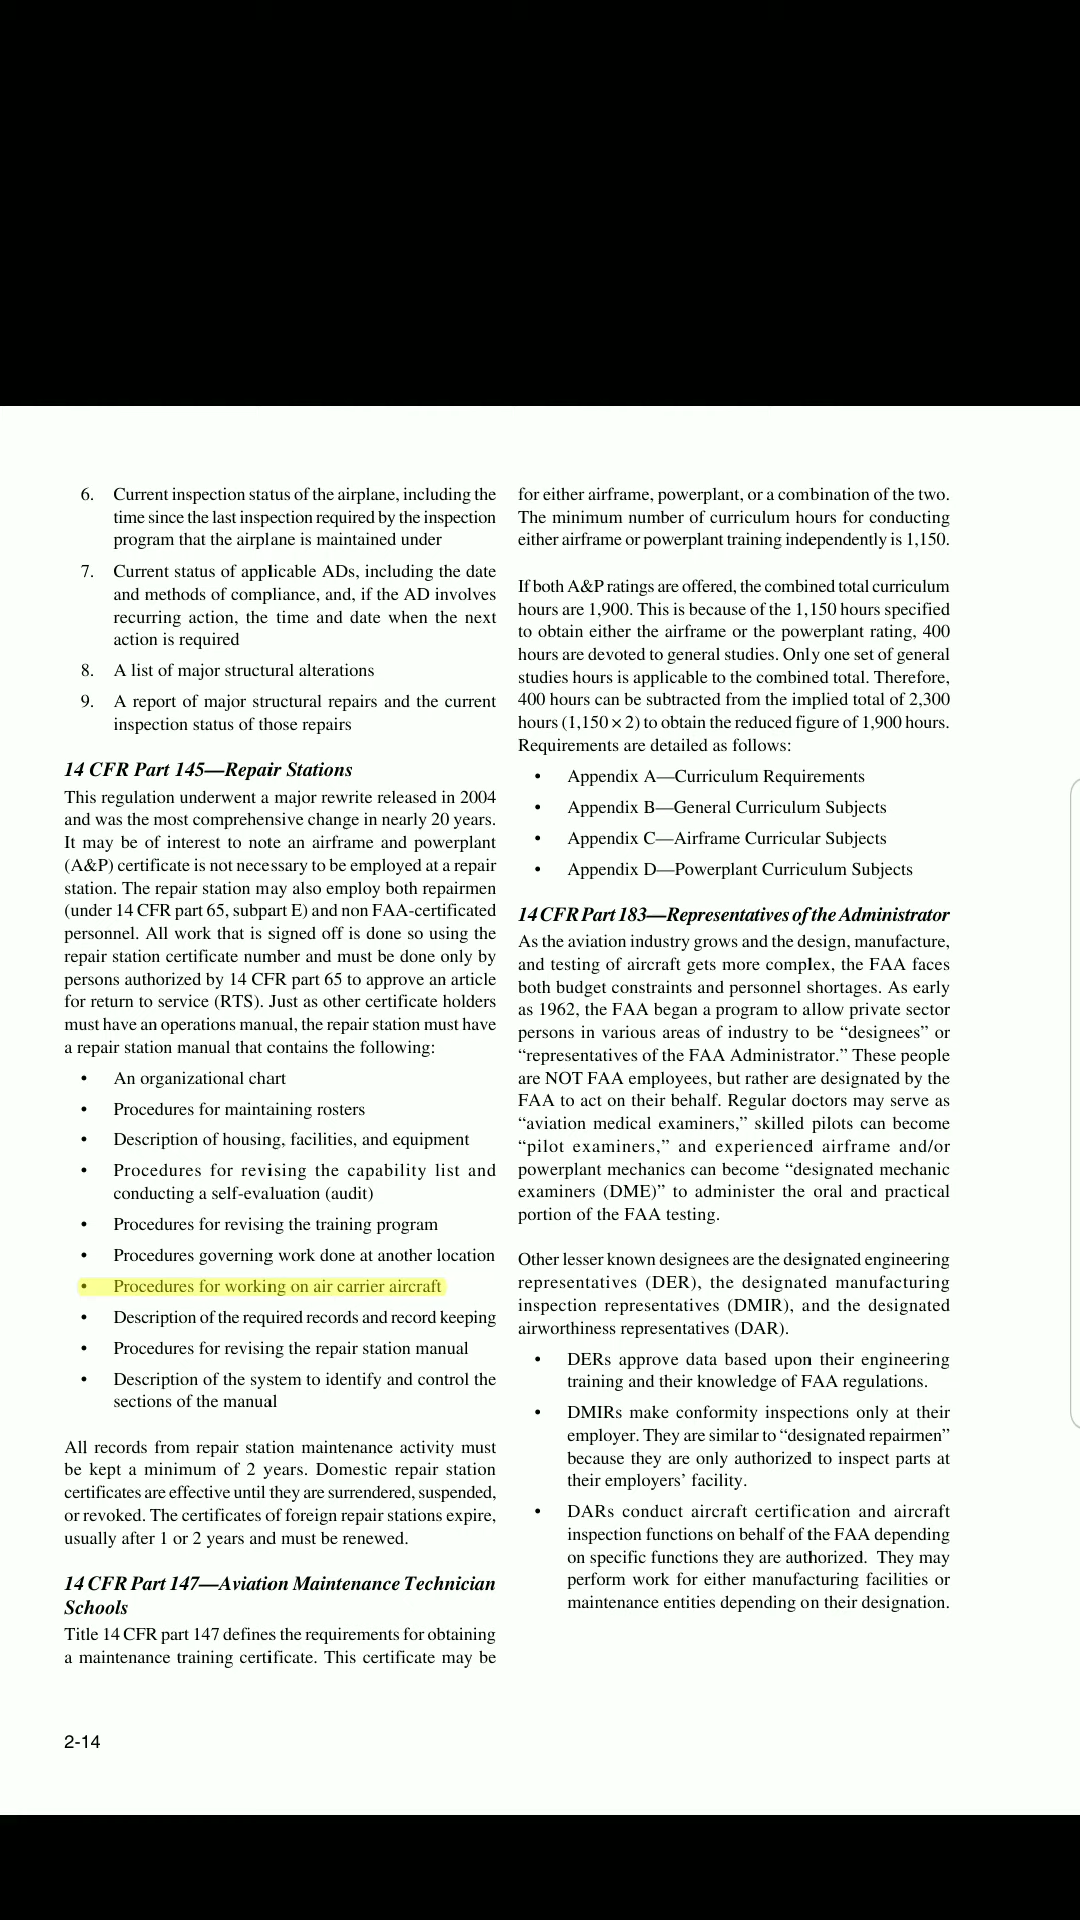 6. Current inspection status of the airplane, including the
time since the last inspection required by the inspection
program that the airplane is maintained under
7. Current status of applicable ADs, including the date
and methods of compliance, and, if the AD involves
recurring action, the time and date when the next
action is required
8. A list of major structural alterations
9. A report of major structural repairs and the current
inspection status of those repairs
14 CFR Part 145—Repair Stations
This regulation underwent a major rewrite released in 2004
and was the most comprehensive change in nearly 20 years.
It may be of interest to note an airframe and powerplant
(A&P) certificate is not necessary to be employed at a repair
station. The repair station may also employ both repairmen
(under 14 CFR part 65, subpart E) and non FAA-certificated
personnel. All work that is signed off is done so using the
repair station certificate number and must be done only by
persons authorized by 14 CFR part 65 to approve an article
for return to service (RTS). Just as other certificate holders
must have an operations manual, the repair station must have
a repair station manual that contains the following:
• An organizational chart
• Procedures for maintaining rosters
• Description of housing, facilities, and equipment
• Procedures for revising the capability list and
conducting a self-evaluation (audit)
• Procedures for revising the training program
• Procedures governing work done at another location
• Procedures for working on air carrier aircraft
• Description of the required records and record keeping
• Procedures for revising the repair station manual
• Description of the system to identify and control the
sections of the manual
All records from repair station maintenance activity must
be kept a minimum of 2 years. Domestic repair station
certificates are effective until they are surrendered, suspended,
or revoked. The certificates of foreign repair stations expire,
usually after 1 or 2 years and must be renewed.
14 CFR Part 147—Aviation Maintenance Technician
Schools
Title 14 CFR part 147 defines the requirements for obtaining
a maintenance training certificate. This certificate may be
for either airframe, powerplant, or a combination of the two.
The minimum number of curriculum hours for conducting
either airframe or powerplant training independently is 1,150.
If both A&P ratings are offered, the combined total curriculum
hours are 1,900. This is because of the 1,150 hours specified
to obtain either the airframe or the powerplant rating, 400
hours are devoted to general studies. Only one set of general
studies hours is applicable to the combined total. Therefore,
400 hours can be subtracted from the implied total of 2,300
hours (1,150 × 2) to obtain the reduced figure of 1,900 hours.
Requirements are detailed as follows:
• Appendix A—Curriculum Requirements
• Appendix B—General Curriculum Subjects
• Appendix C—Airframe Curricular Subjects
• Appendix D—Powerplant Curriculum Subjects
14 CFR Part 183—Representatives of the Administrator
As the aviation industry grows and the design, manufacture,
and testing of aircraft gets more complex, the FAA faces
both budget constraints and personnel shortages. As early
as 1962, the FAA began a program to allow private sector
persons in various areas of industry to be “designees” or
“representatives of the FAA Administrator.” These people
are NOT FAA employees, but rather are designated by the
FAA to act on their behalf. Regular doctors may serve as
“aviation medical examiners,” skilled pilots can become
“pilot examiners,” and experienced airframe and/or
powerplant mechanics can become “designated mechanic
examiners (DME)” to administer the oral and practical
portion of the FAA testing.
Other lesser known designees are the designated engineering
representatives (DER), the designated manufacturing
inspection representatives (DMIR), and the designated
airworthiness representatives (DAR).
• DERs approve data based upon their engineering
training and their knowledge of FAA regulations.
• DMIRs make conformity inspections only at their
employer. They are similar to “designated repairmen”
because they are only authorized to inspect parts at
their employers’ facility.
• DARs conduct aircraft certification and aircraft
inspection functions on behalf of the FAA depending
on specific functions they are authorized. They may
perform work for either manufacturing facilities or
maintenance entities depending on their designation.
2-14